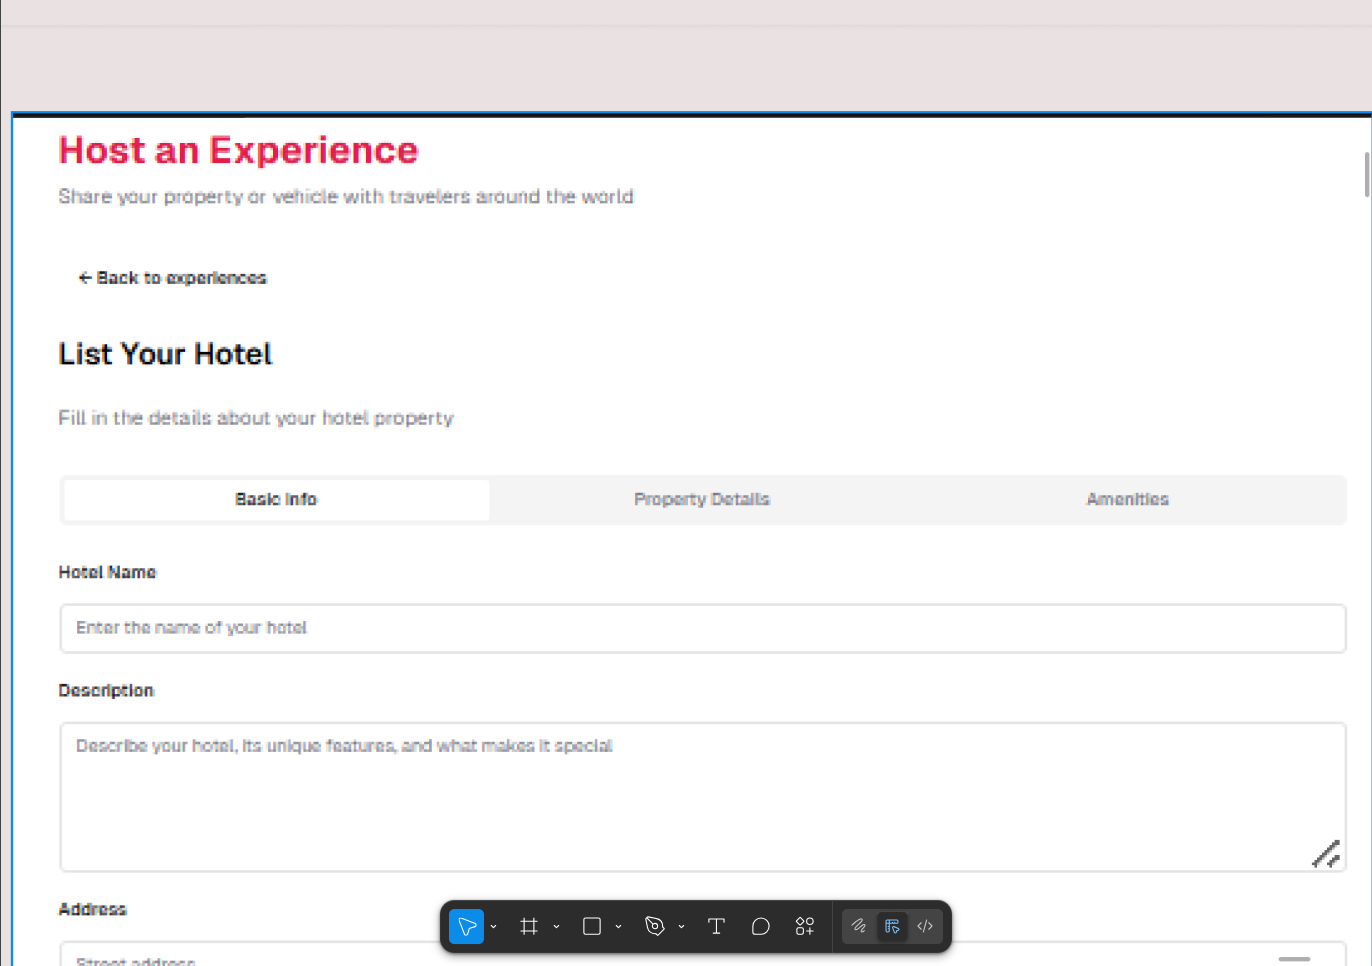 Host an Experience
Share your property or vehicle with travelers around the world
← Back to experiences
List Your Hotel
Fill in the details about your hotel property
Basic Info
Property Details
Amenities
Hotel Name
Enter the name of your hotel
Description
Describe your hotel, its unique features, and what makes it special
Address
Street address